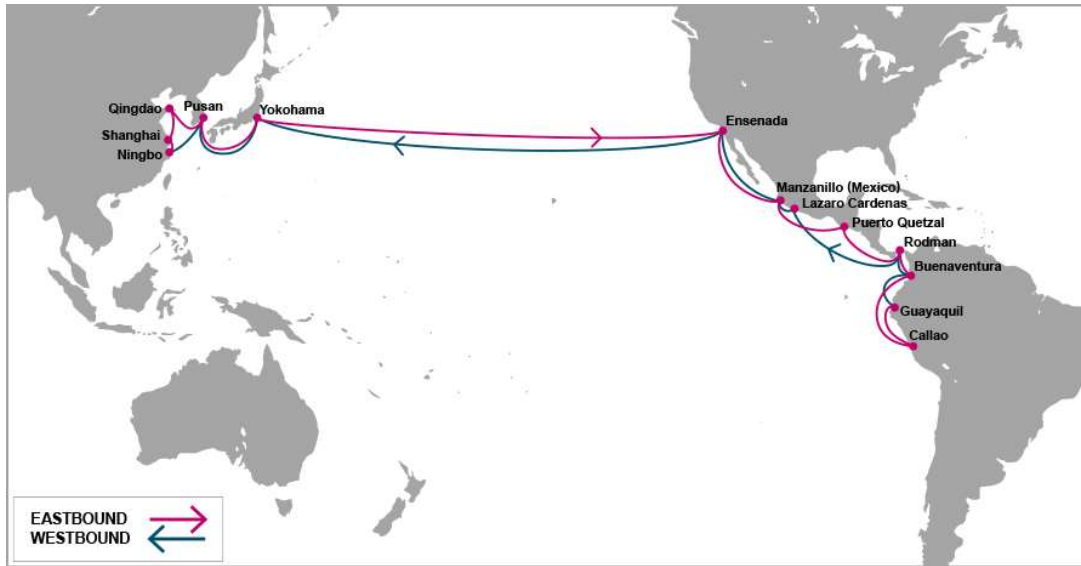 Qingdao
Pusan
Yokohama
Shanghai
Ningbo
Ensenada
Manzanillo (Mexico)
Lazaro Cardenas
Puerto Quetzal
Rodman
Buenaventura
Guayaquil
Callao
EASTBOUND
WESTBOUND